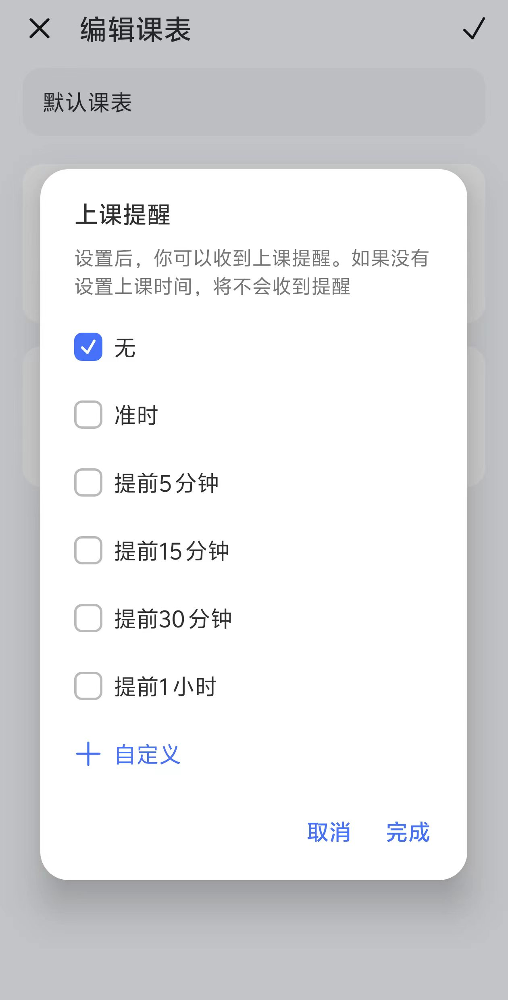 编辑课表
默认课表
上课提醒
设置后，你可以收到上课提醒。如果没有
设置上课时间，将不会收到提醒
无
准时
提前5分钟
提前15分钟
提前30分钟
提前1小时
自定义
取消 完成